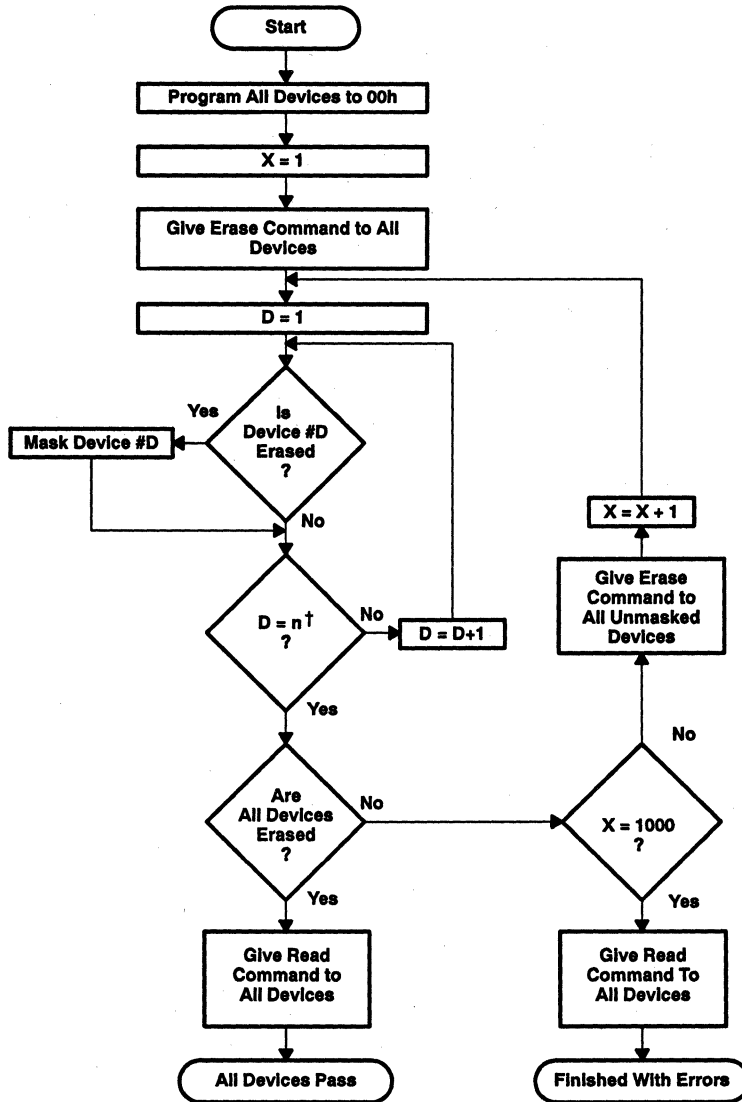 Start
Program All Devices to 00h
X = 1
Give Erase Command to All
Devices
D = 1
Yes
Is
Device #D
Erased
?
Mask Device #D
No
D = n†
?
No
D = D+1
Yes
Are
All Devices
Erased
?
No
X = 1000
?
No
Give Erase
Command to
All Unmasked
Devices
X = X + 1
Yes
Give Read
Command to
All Devices
All Devices Pass
Yes
Give Read
Command To
All Devices
Finished With Errors